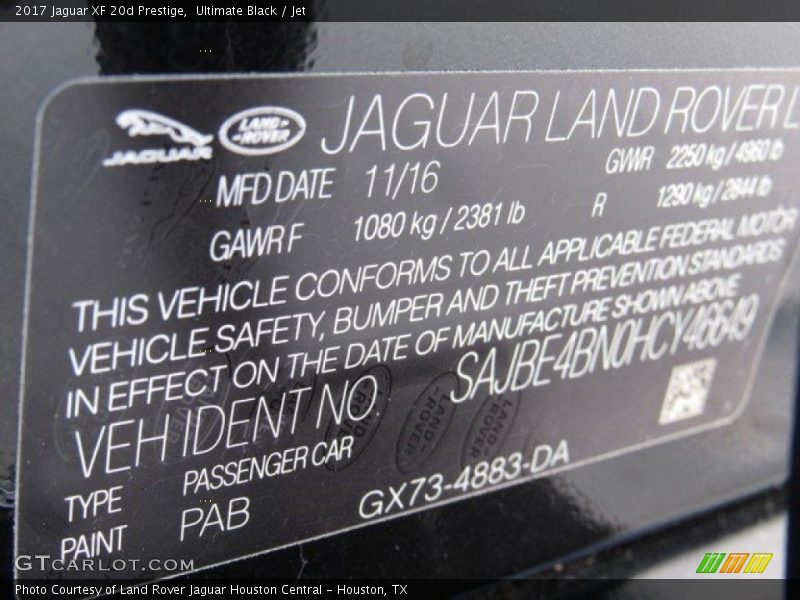 2017 Jaguar XF 20d Prestige, Ultimate Black / Jet
JAGUAR LAND-ROVER JAGUAR LAND ROVER L
MFD DATE 11/16 GVWR 2250 kg / 4960 lb
GAWR F 1080 kg / 2381 lb R 1290 kg / 2844 lb
THIS VEHICLE CONFORMS TO ALL APPLICABLE FEDERAL MOTOR
VEHICLE SAFETY, BUMPER AND THEFT PREVENTION STANDARDS
IN EFFECT ON THE DATE OF MANUFACTURE SHOWN ABOVE
VEH IDENT NO. SAJBE4BN0HCY46649
TYPE PASSENGER CAR
PAINT PAB GX73-4883-DA
GTCARLOT.COM
Photo Courtesy of Land Rover Jaguar Houston Central - Houston, TX